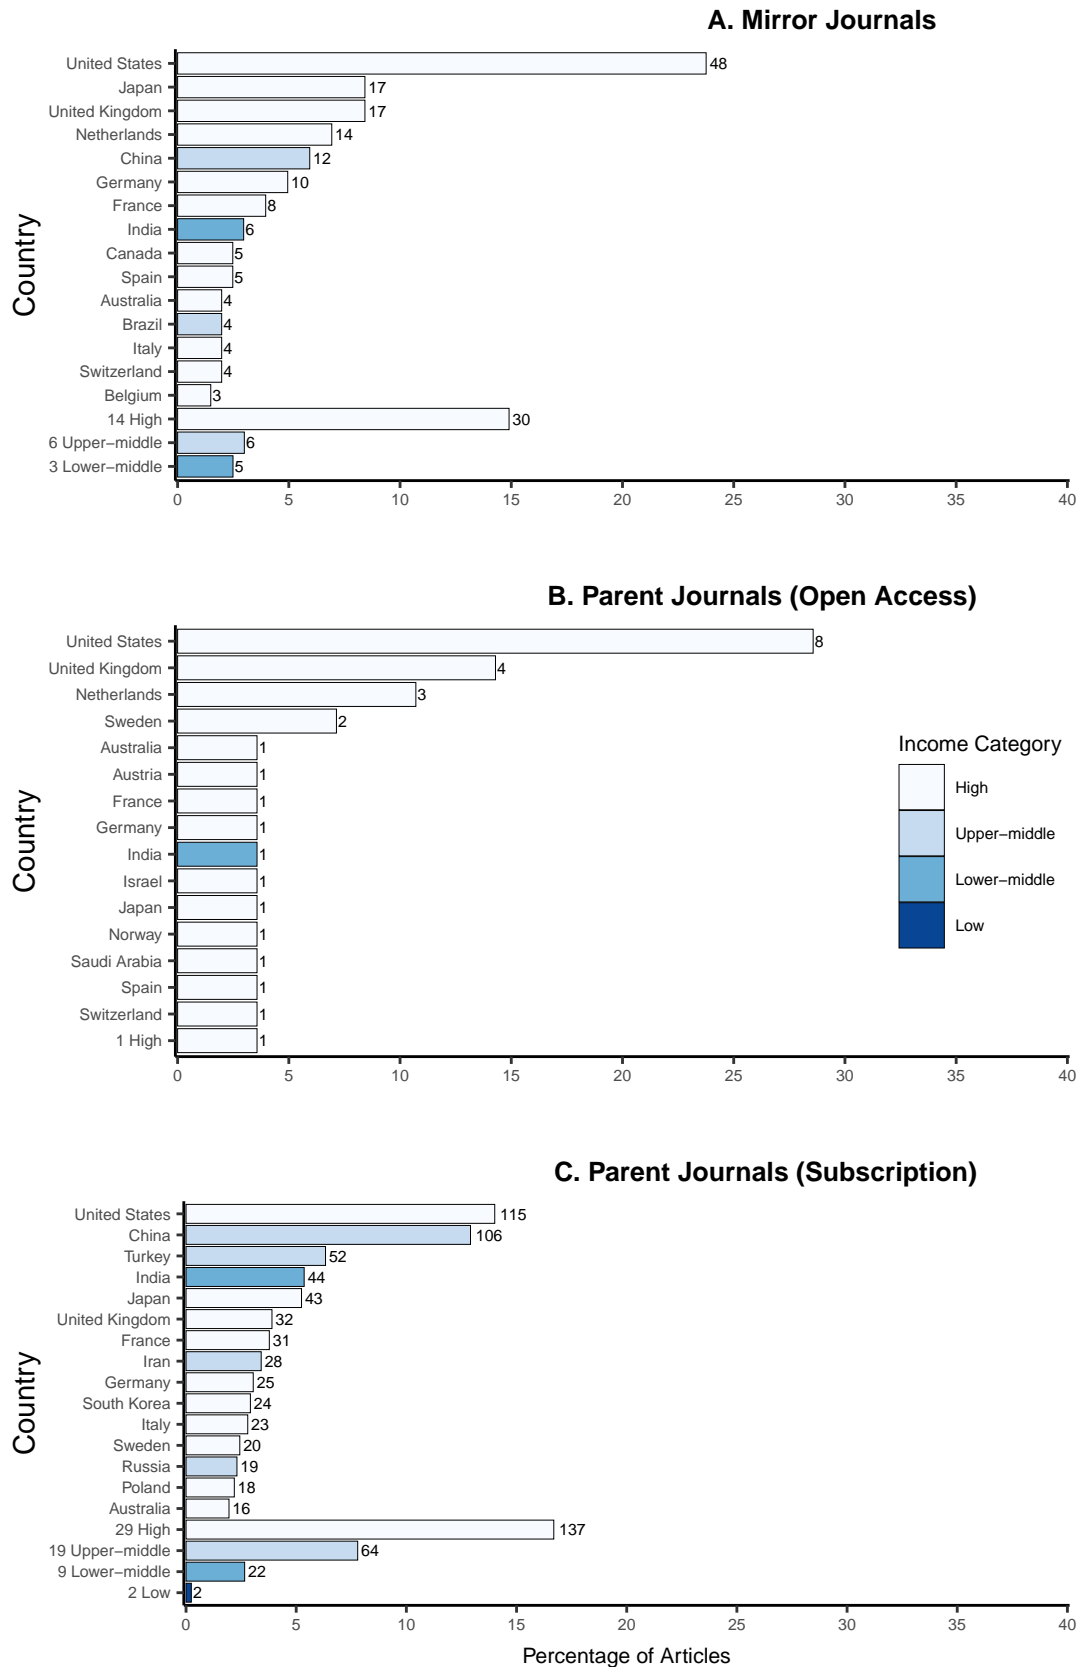 A. Mirror Journals
Country
United States 48
Japan 17
United Kingdom 17
Netherlands 14
China 12
Germany 10
France 8
India 6
Canada 5
Spain 5
Australia 4
Brazil 4
Italy 4
Switzerland 4
Belgium 3
14 High 30
6 Upper−middle 6
3 Lower−middle 5
0 5 10 15 20 25 30 35 40
B. Parent Journals (Open Access)
Country
United States 8
United Kingdom 4
Netherlands 3
Sweden 2
Australia 1
Austria 1
France 1
Germany 1
India 1
Israel 1
Japan 1
Norway 1
Saudi Arabia 1
Spain 1
Switzerland 1
1 High 1
0 5 10 15 20 25 30 35 40
Income Category
High
Upper−middle
Lower−middle
Low
C. Parent Journals (Subscription)
Country
United States 115
China 106
Turkey 52
India 44
Japan 43
United Kingdom 32
France 31
Iran 28
Germany 25
South Korea 24
Italy 23
Sweden 20
Russia 19
Poland 18
Australia 16
29 High 137
19 Upper−middle 64
9 Lower−middle 22
2 Low 2
0 5 10 15 20 25 30 35 40
Percentage of Articles